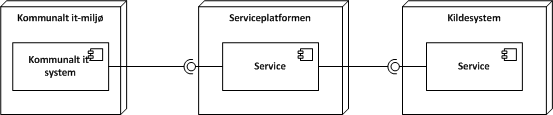 Kommunalt it-miljø
Kommunalt it
system
Serviceplatformen
Service
Kildesystem
Service